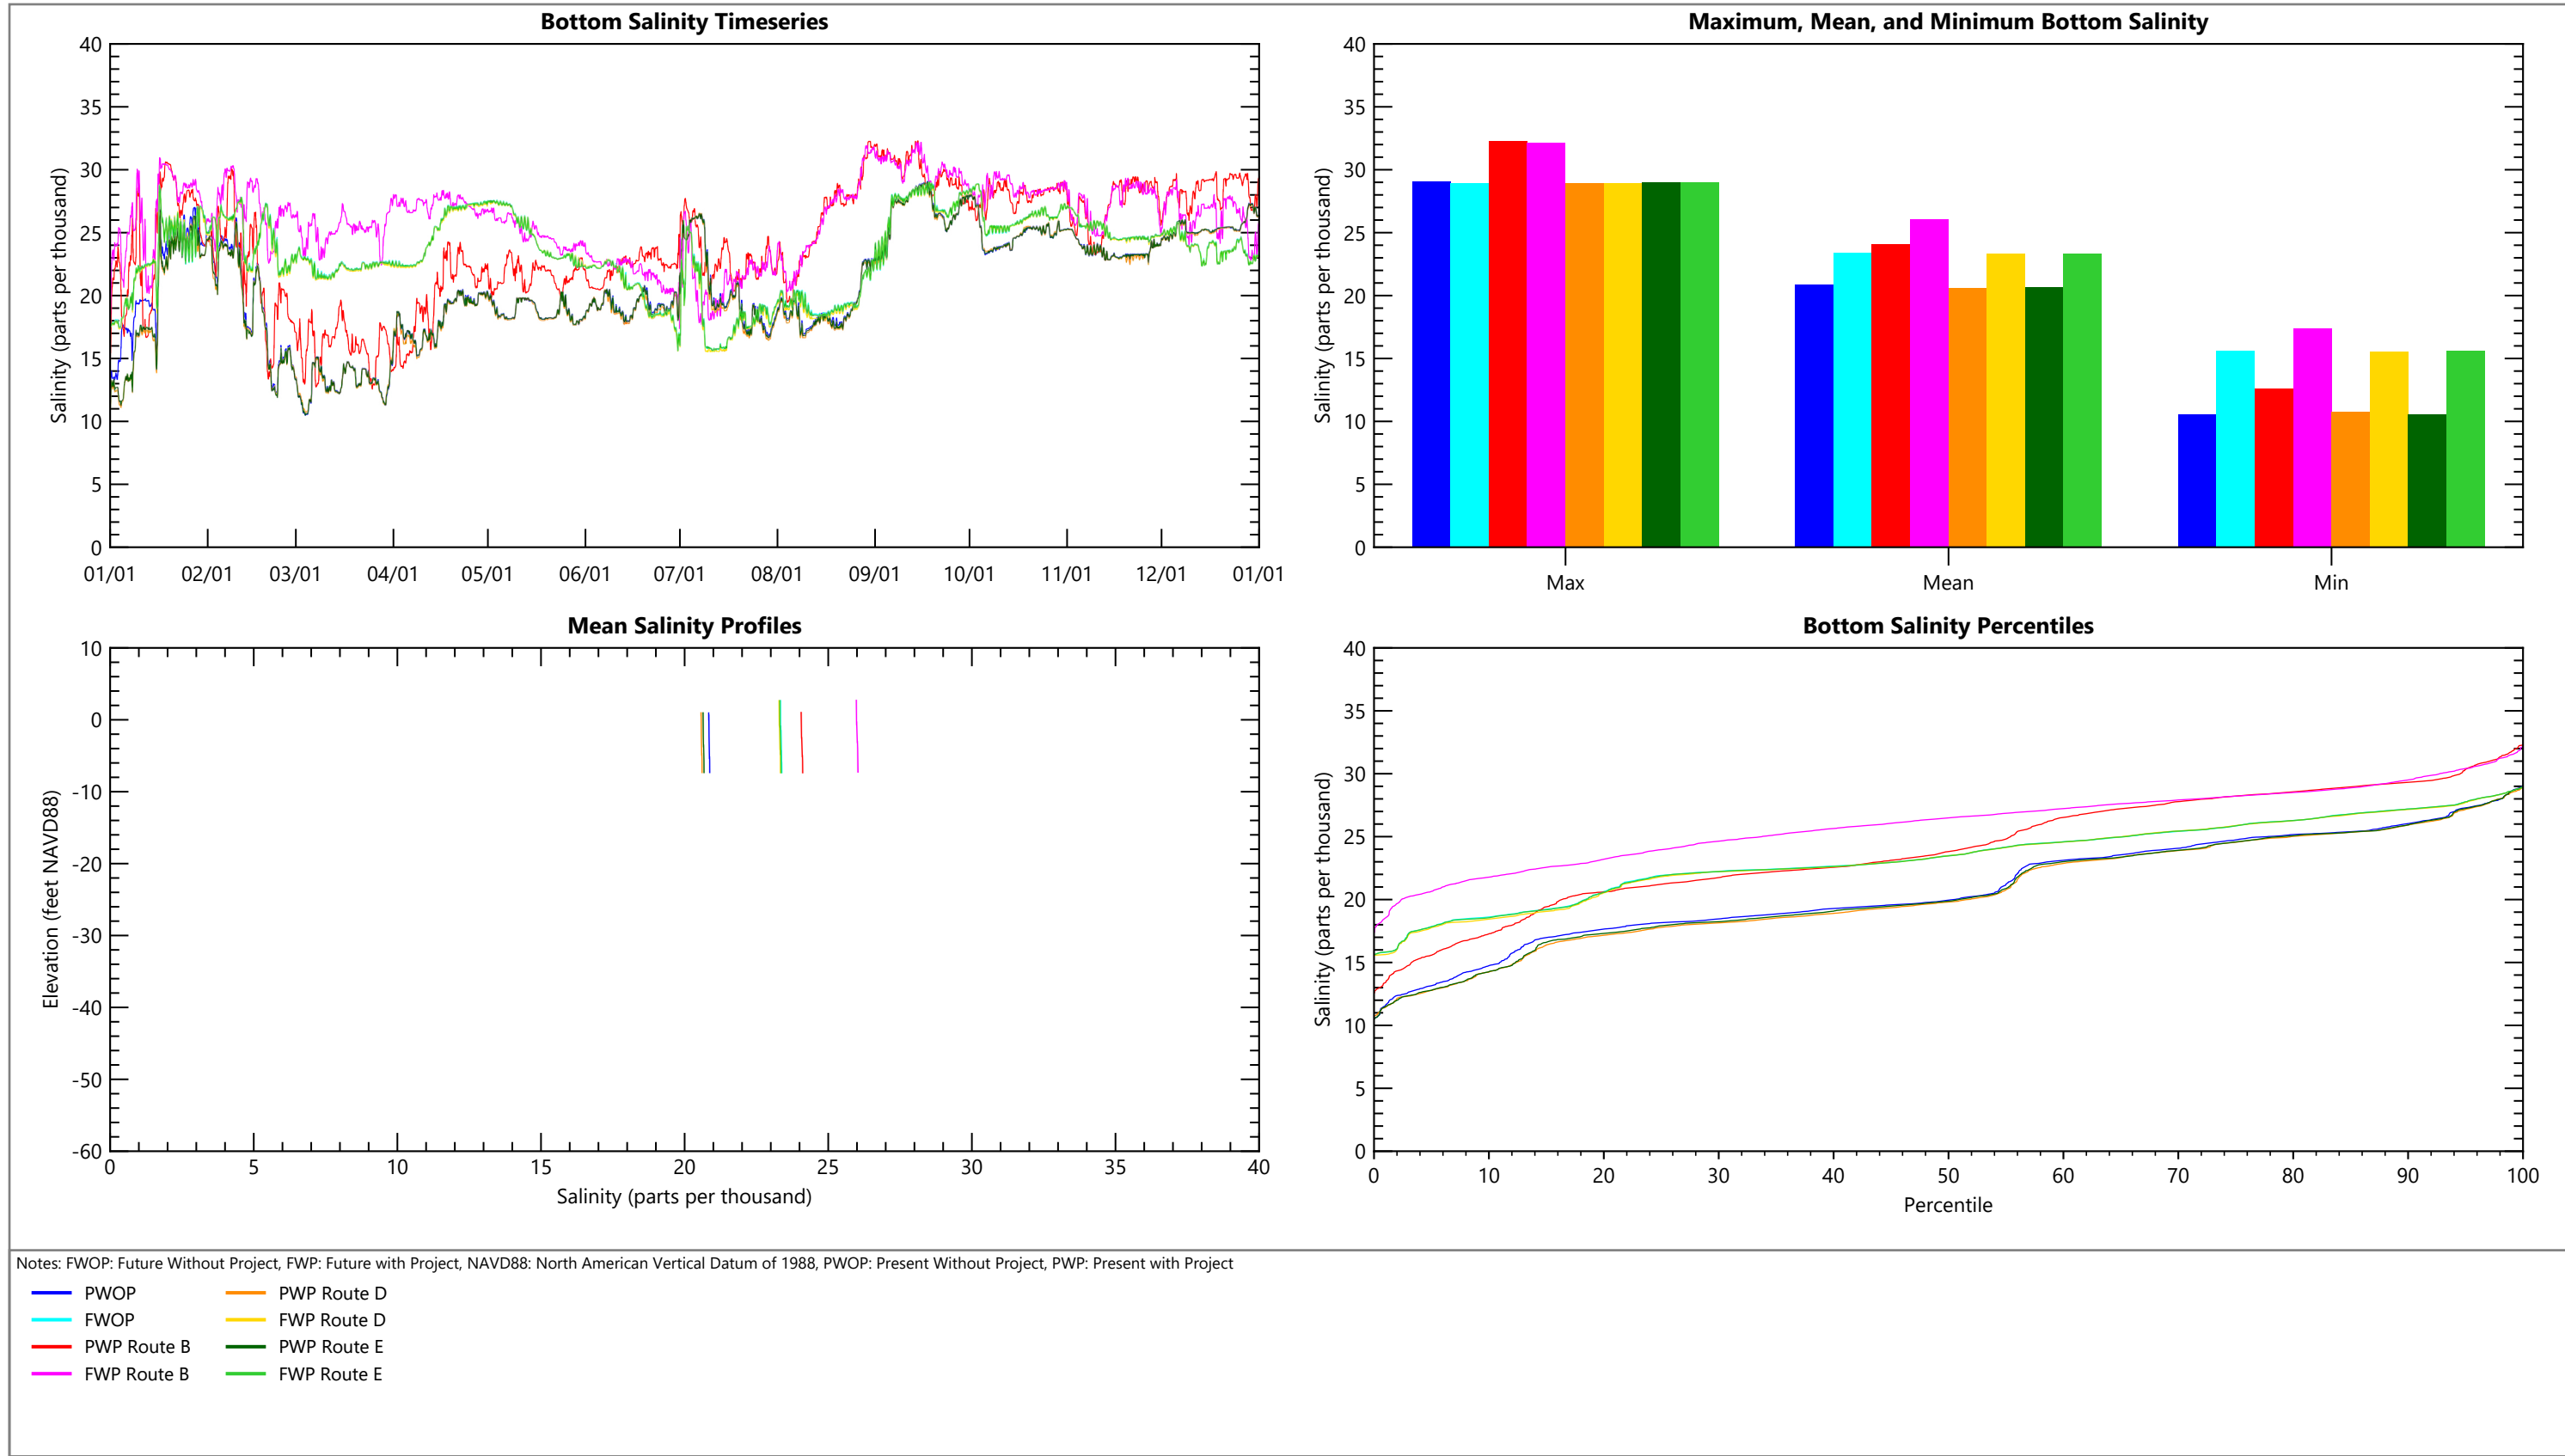 Bottom Salinity Timeseries
Salinity (parts per thousand)
40
35
30
25
20
15
10
5
0
01/01 02/01 03/01 04/01 05/01 06/01 07/01 08/01 09/01 10/01 11/01 12/01 01/01
Maximum, Mean, and Minimum Bottom Salinity
Salinity (parts per thousand)
40
35
30
25
20
15
10
5
0
Max Mean Min
Mean Salinity Profiles
Elevation (feet NAVD88)
10
0
-10
-20
-30
-40
-50
-60
0 5 10 15 20 25 30 35 40
Salinity (parts per thousand)
Bottom Salinity Percentiles
Salinity (parts per thousand)
40
35
30
25
20
15
10
5
0
0 10 20 30 40 50 60 70 80 90 100
Percentile
Notes: FWOP: Future Without Project, FWP: Future with Project, NAVD88: North American Vertical Datum of 1988, PWOP: Present Without Project, PWP: Present with Project
PWOP
FWOP
PWP Route B
FWP Route B
PWP Route D
FWP Route D
PWP Route E
FWP Route E